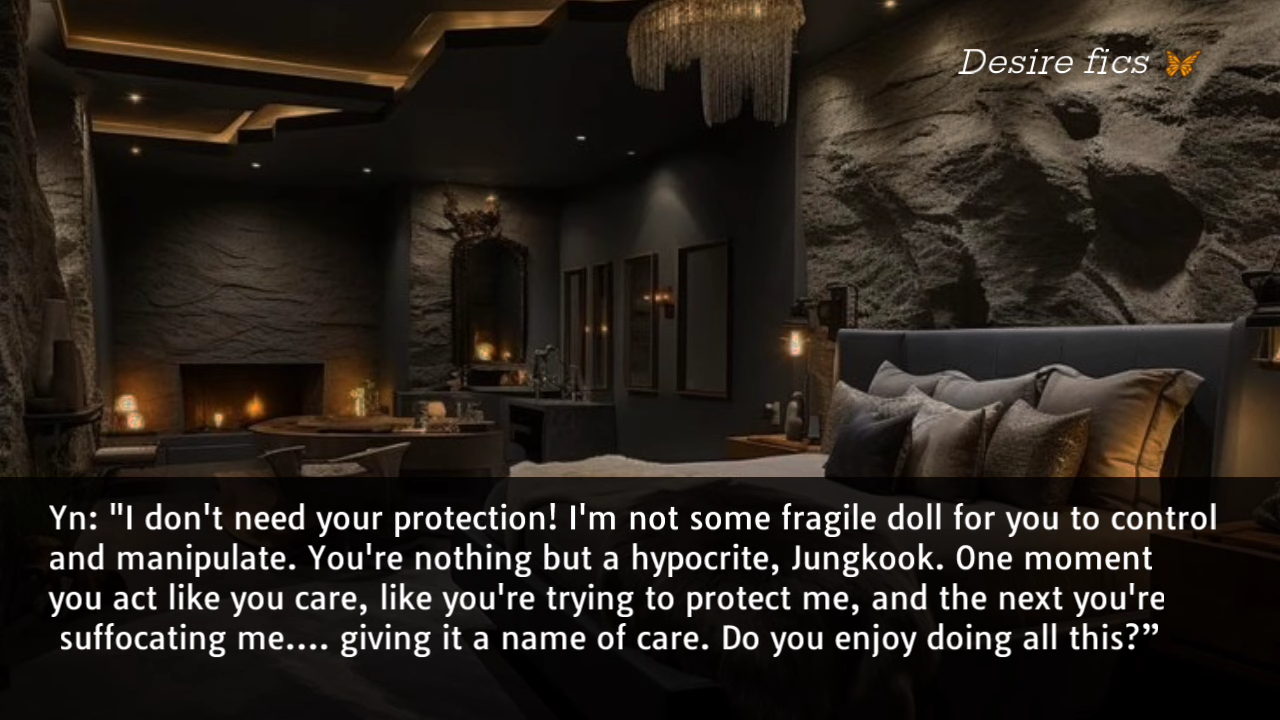 Desire fics 🦋
Yn: "I don't need your protection! I'm not some fragile doll for you to control
and manipulate. You're nothing but a hypocrite, Jungkook. One moment
you act like you care, like you're trying to protect me, and the next you're
suffocating me.... giving it a name of care. Do you enjoy doing all this?”